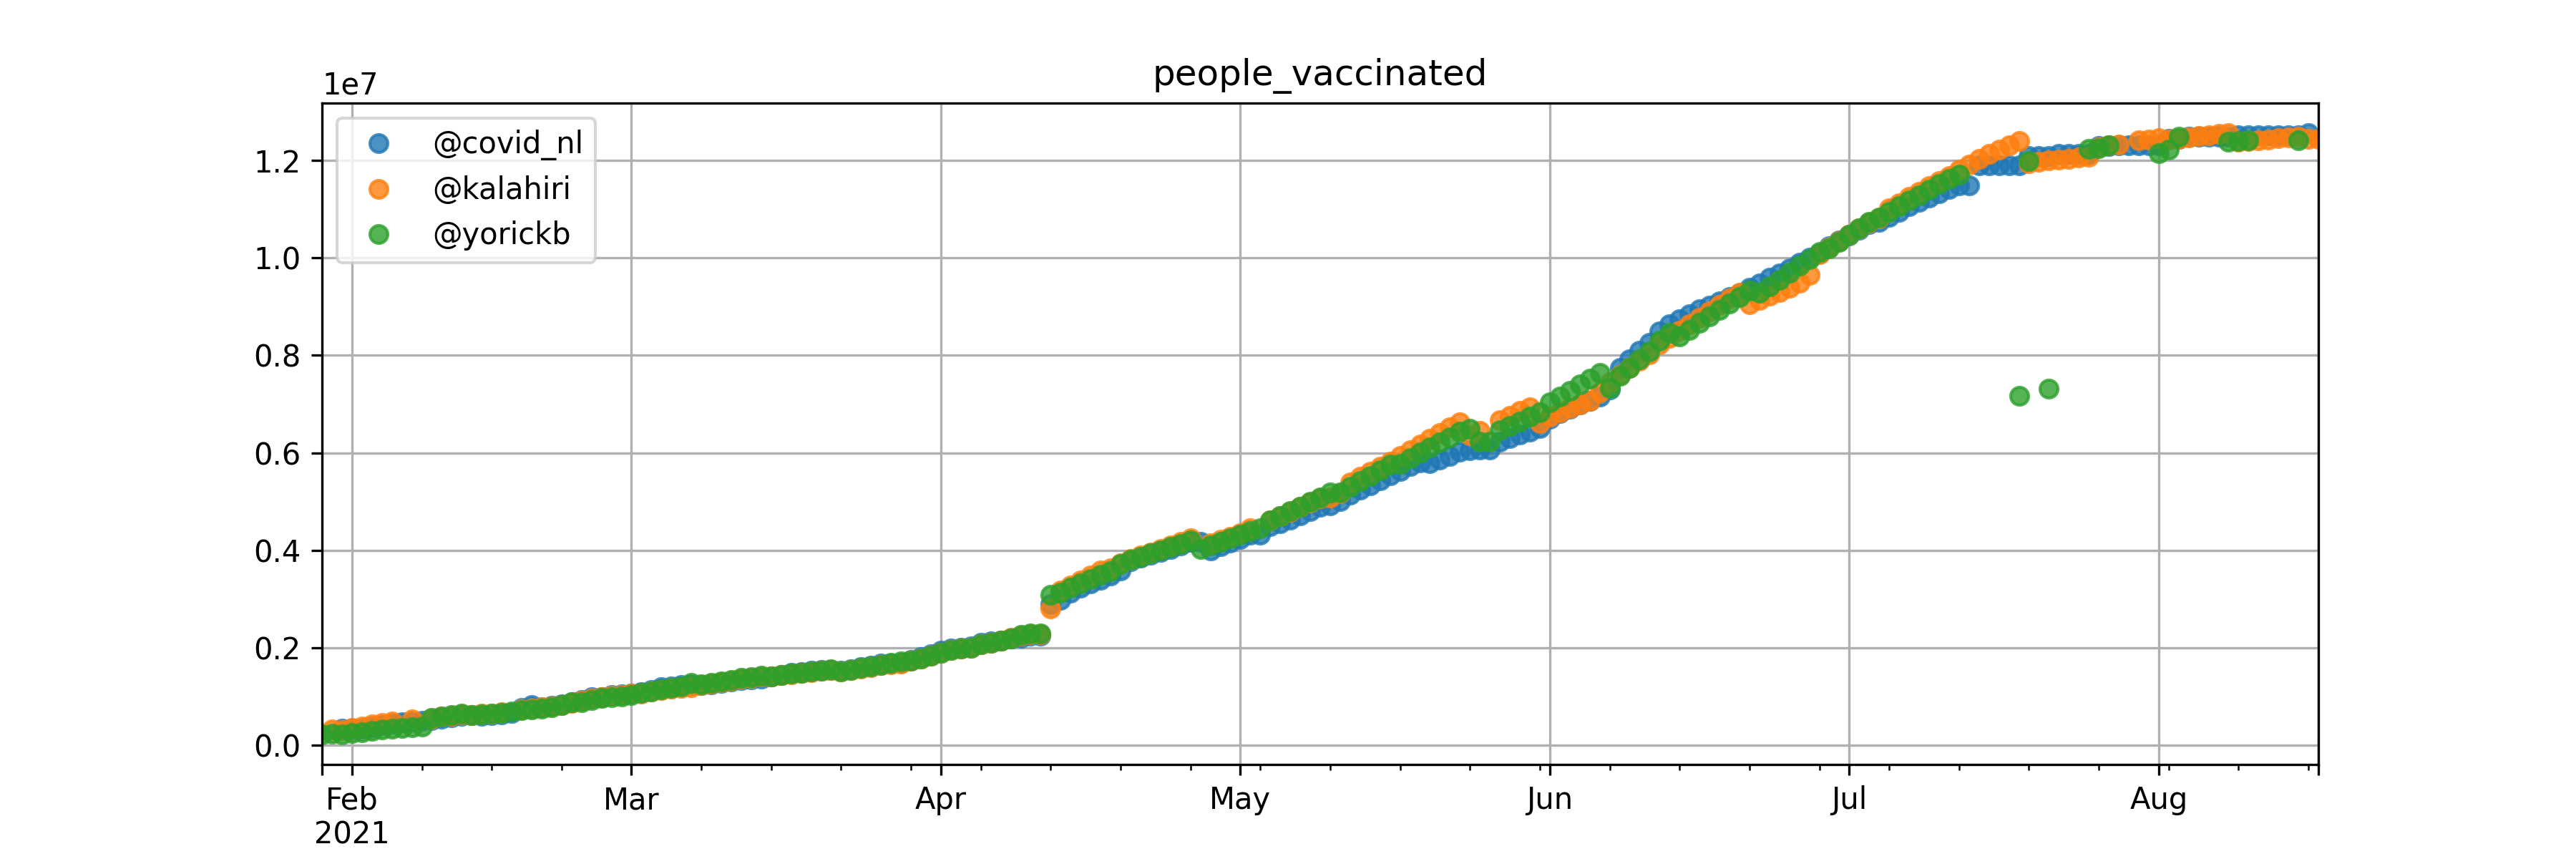 people_vaccinated
1e7
@covid_nl
@kalahiri
@yorickb
1.2
1.0
0.8
0.6
0.4
0.2
0.0
Feb Mar Apr May Jun Jul Aug
2021